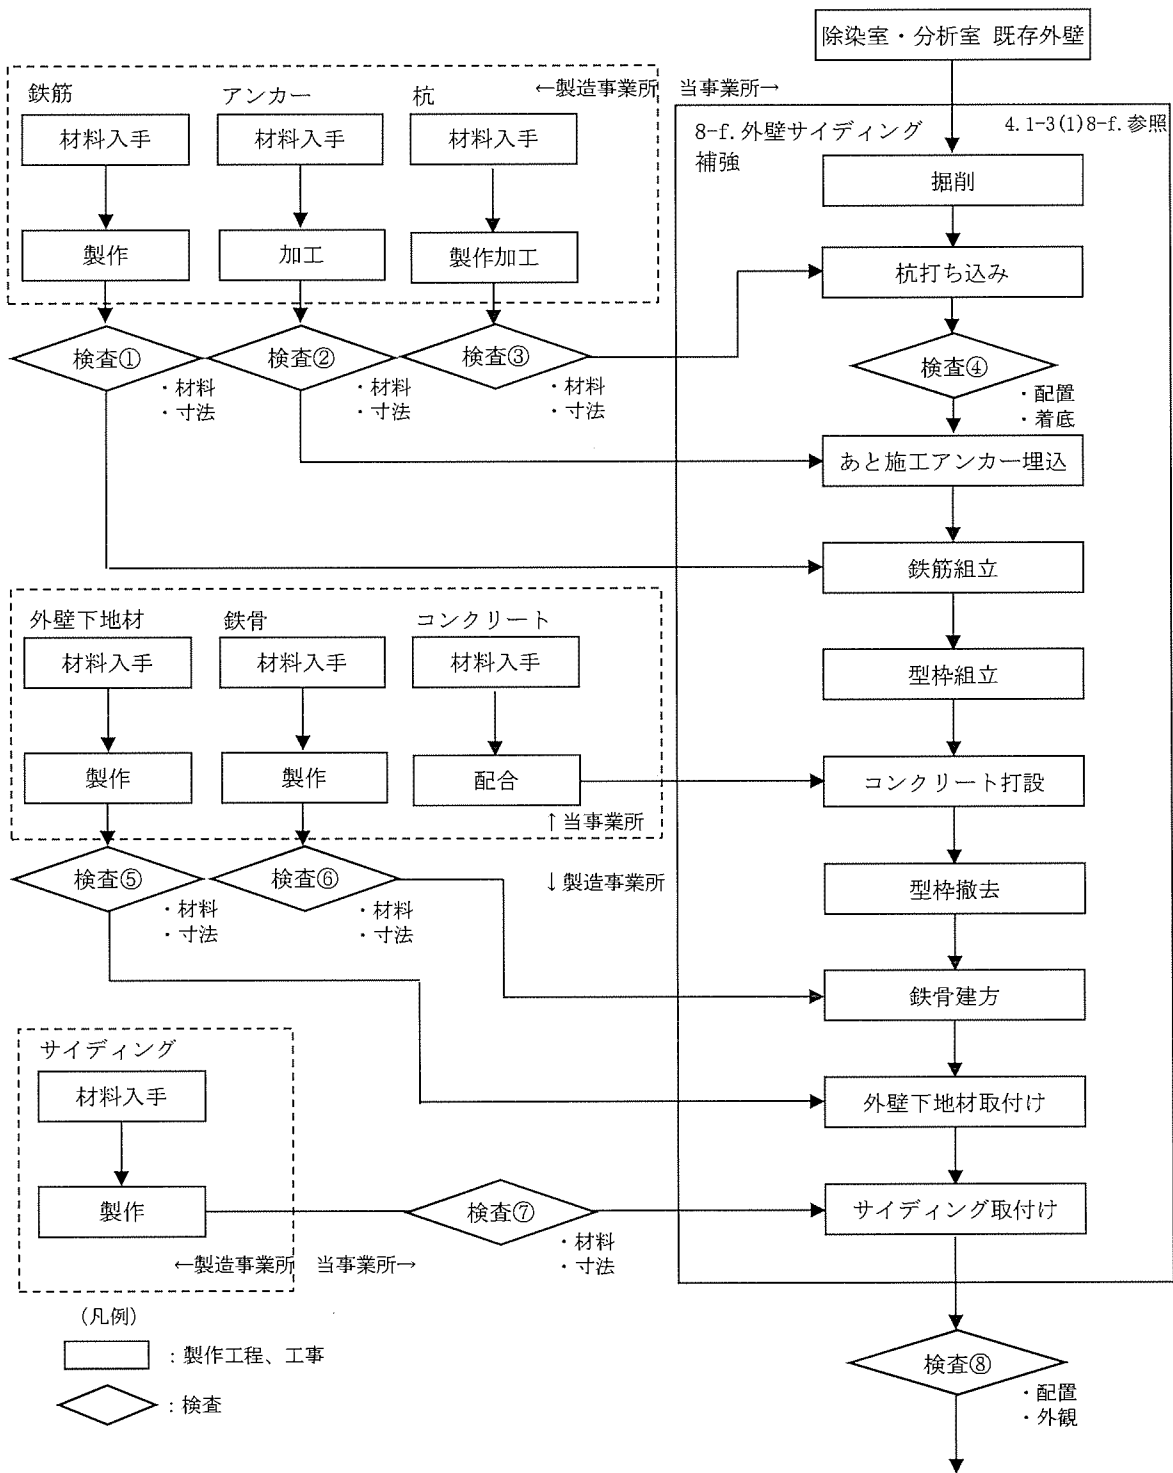 除染室・分析室 既存外壁
←製造事業所 当事業所→
鉄筋
アンカー
杭
材料入手
材料入手
材料入手
製作
加工
製作加工
検査①
・材料
・寸法
検査②
・材料
・寸法
検査③
・材料
・寸法
8-f.外壁サイディング
補強
4.1-3(1)8-f.参照
掘削
杭打ち込み
検査④
・配置
・着底
あと施工アンカー埋込
鉄筋組立
型枠組立
コンクリート打設
型枠撤去
鉄骨建方
外壁下地材取付け
サイディング取付け
外壁下地材
鉄骨
コンクリート
材料入手
材料入手
材料入手
製作
製作
配合
↑当事業所
↓製造事業所
検査⑤
・材料
・寸法
検査⑥
・材料
・寸法
サイディング
材料入手
製作
←製造事業所 当事業所→
検査⑦
・材料
・寸法
検査⑧
・配置
・外観
(凡例)
:製作工程、工事
:検査